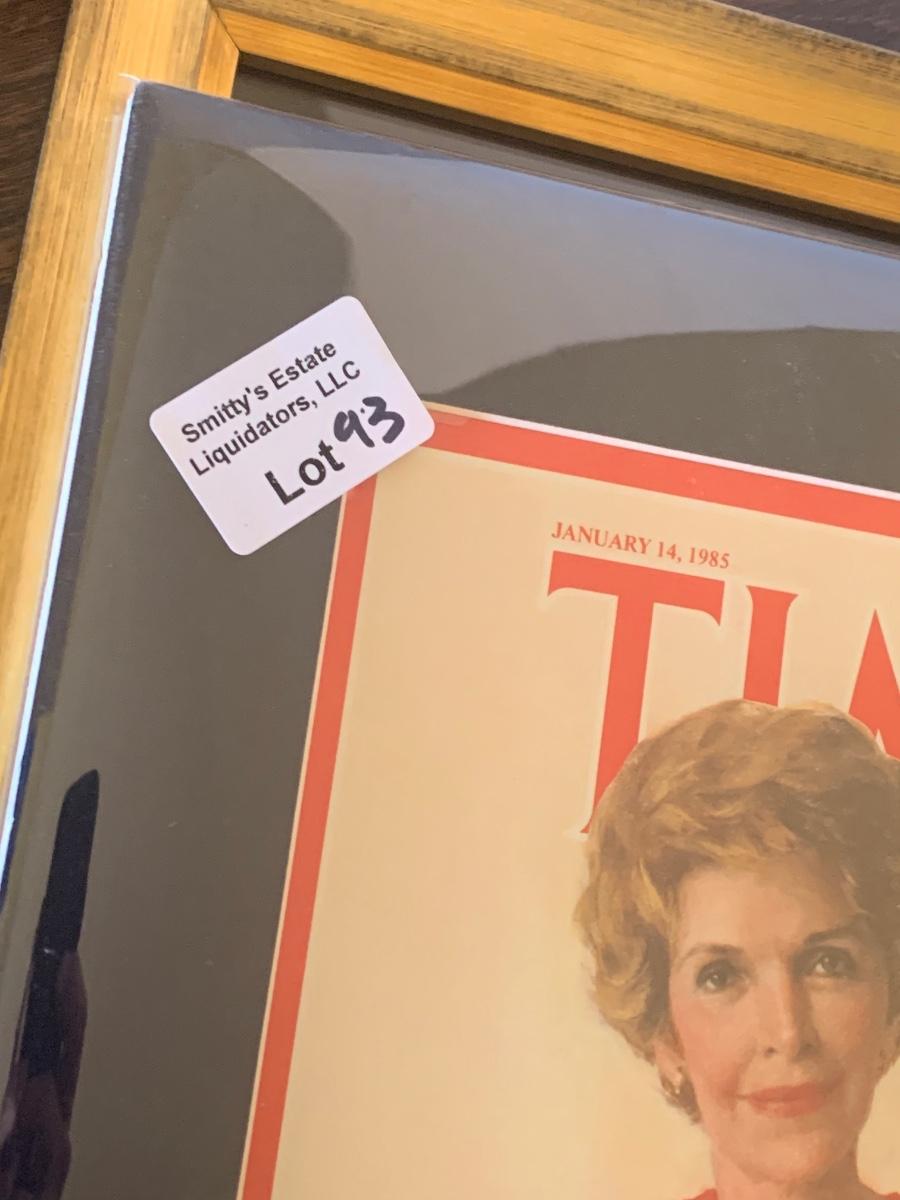 Smitty's Estate
Liquidators, LLC
Lot 93
JANUARY 14, 1985
TI